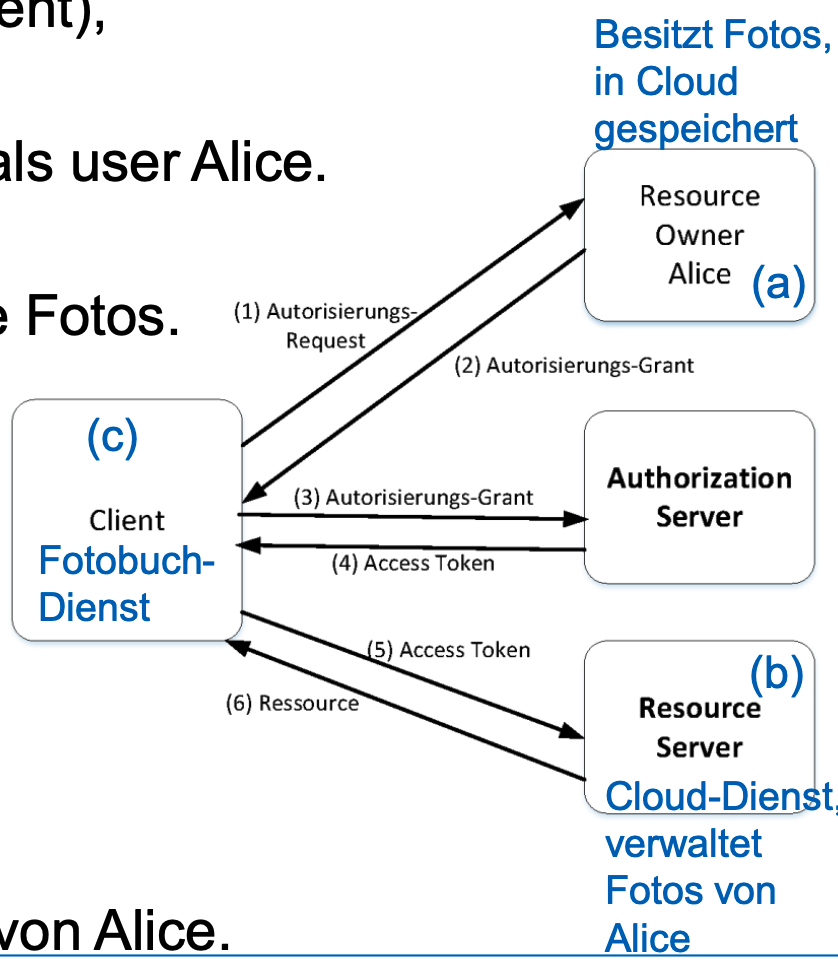 ent),
als user Alice.
e Fotos.
Besitzt Fotos,
in Cloud
gespeichert
Resource
Owner
Alice (a)
(1) Autorisierungs-
Request
(2) Autorisierungs-Grant
(c)
Client
Fotobuch-
Dienst
(3) Autorisierungs-Grant
(4) Access Token
Authorization
Server
(5) Access Token
(6) Ressource
(b)
Resource
Server
Cloud-Dienst,
verwaltet
Fotos von
Alice
von Alice.